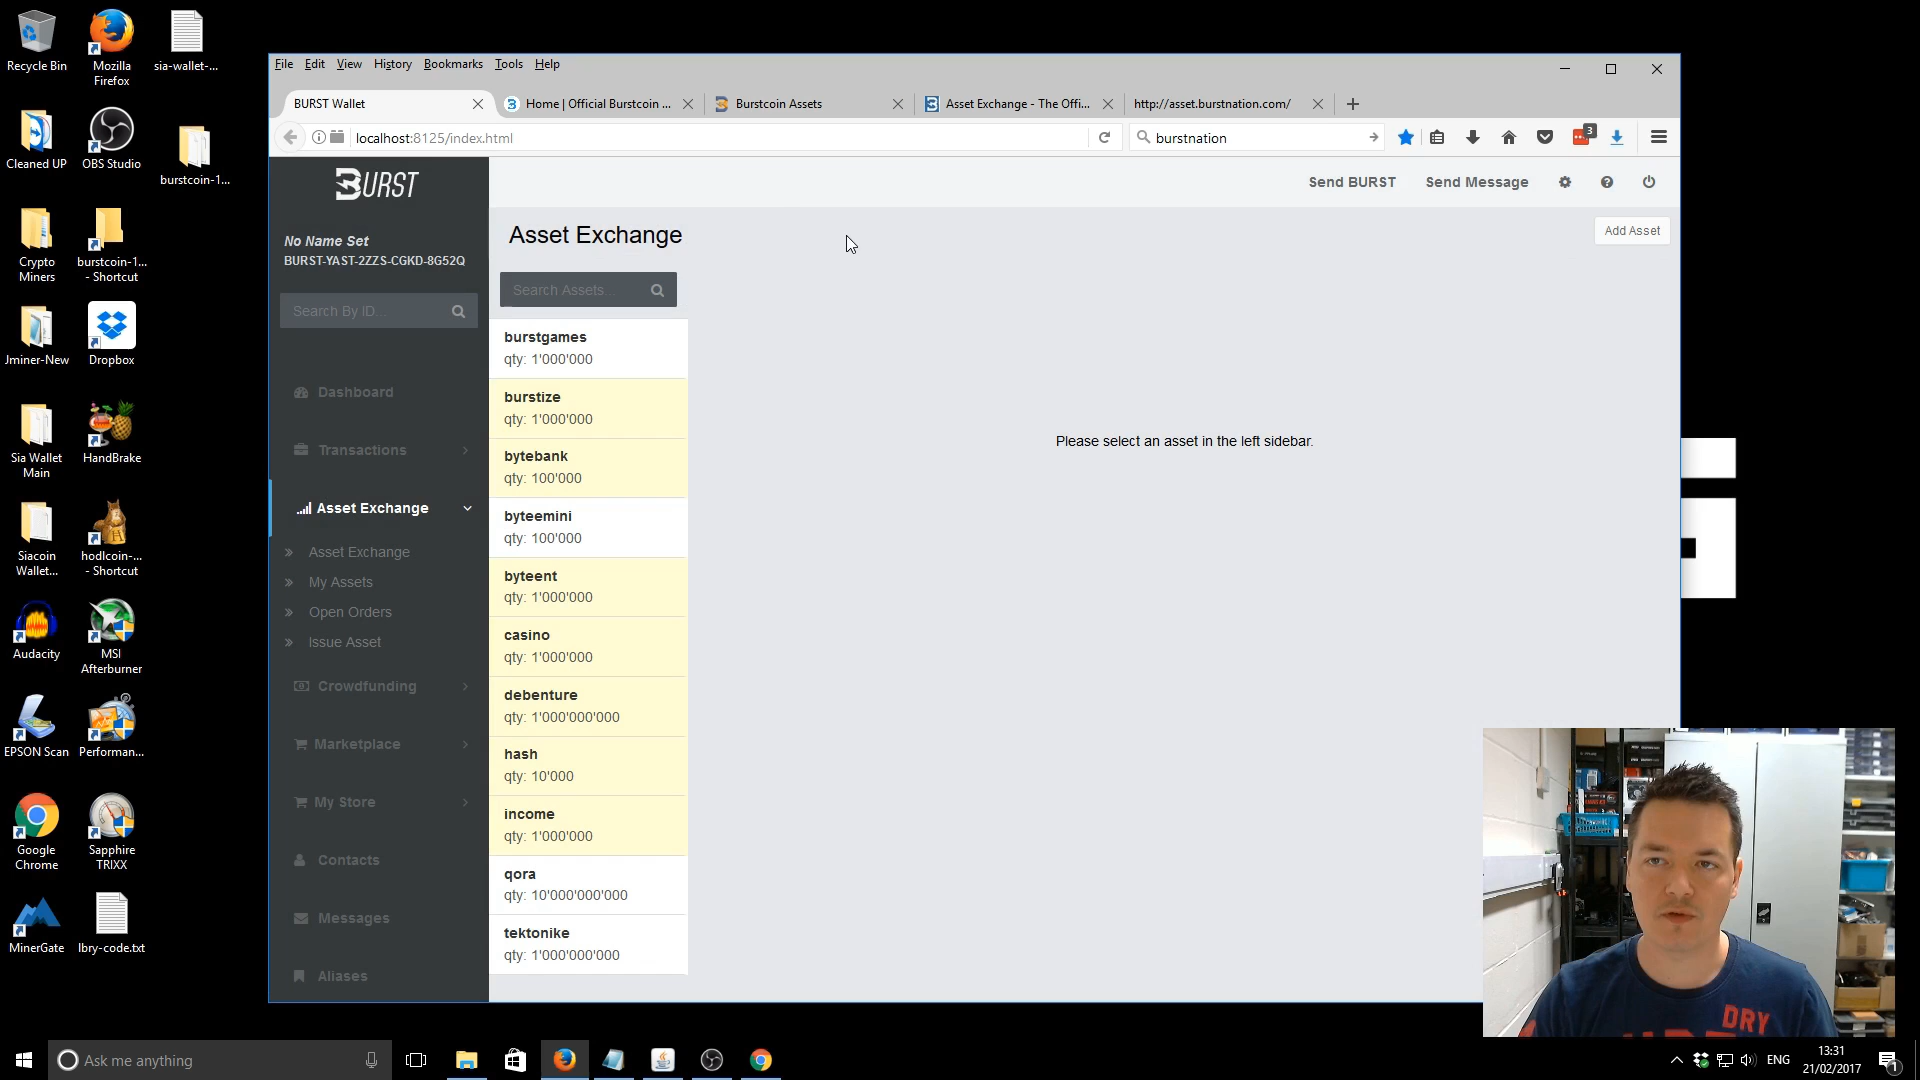 Recycle Bin
Mozilla
Firefox
sia-wallet-...
Cleaned UP
OBS Studio
burstcoin-1...
Crypto
Miners
burstcoin-1...
- Shortcut
Jminer-New
Dropbox
Sia Wallet
Main
HandBrake
Siacoin
Wallet...
hodlcoin-...
- Shortcut
Audacity
MSI
Afterburner
EPSON Scan
Performan...
Google
Chrome
Sapphire
TRIXX
MinerGate
lbry-code.txt
File Edit View History Bookmarks Tools Help
BURST Wallet
Home | Official Burstcoin ...
Burstcoin Assets
Asset Exchange - The Offi...
http://asset.burstnation.com/
localhost:8125/index.html
burstnation
3
BURST
Send BURST
Send Message
No Name Set
BURST-YAST-2ZZS-CGKD-8G52Q
Search By ID...
Dashboard
Transactions
Asset Exchange
Asset Exchange
My Assets
Open Orders
Issue Asset
Crowdfunding
Marketplace
My Store
Contacts
Messages
Aliases
Asset Exchange
Add Asset
Search Assets...
burstgames
qty: 1'000'000
burstize
qty: 1'000'000
bytebank
qty: 100'000
byteemini
qty: 100'000
byteent
qty: 1'000'000
casino
qty: 1'000'000
debenture
qty: 1'000'000'000
hash
qty: 10'000
income
qty: 1'000'000
qora
qty: 10'000'000'000
tektonike
qty: 1'000'000'000
Please select an asset in the left sidebar.
DRY
Ask me anything
ENG
13:31
21/02/2017
1